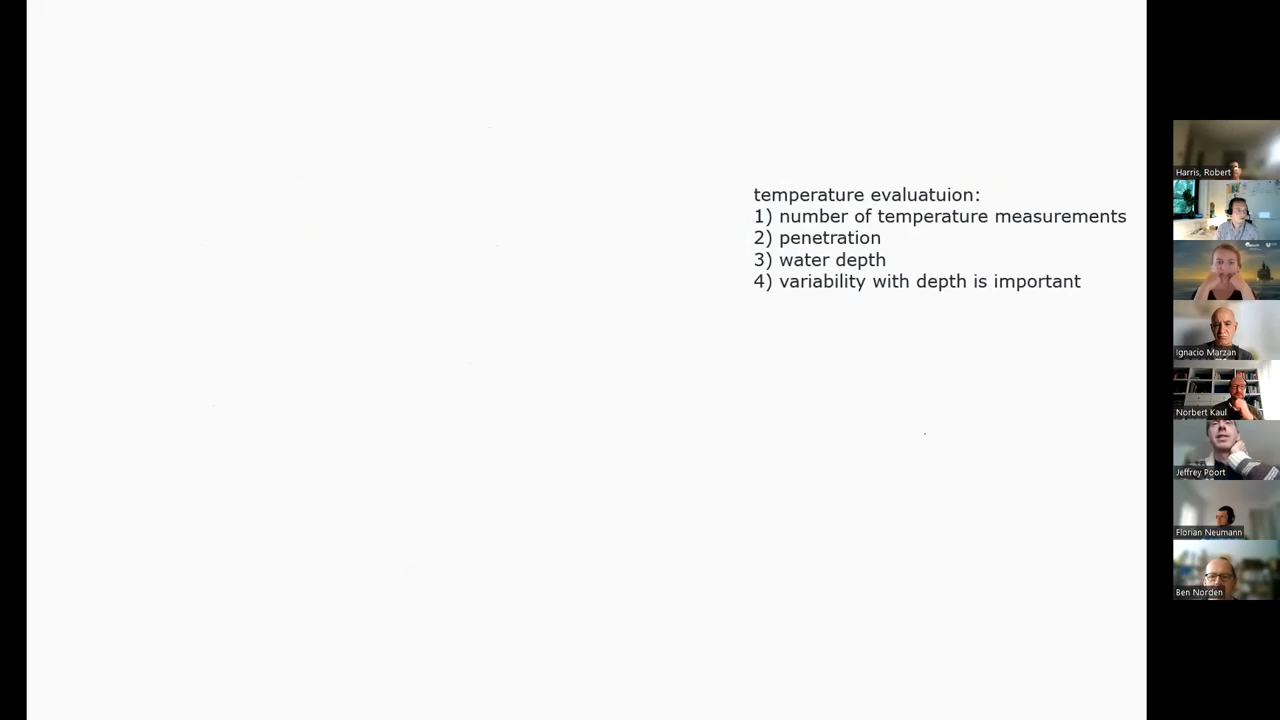 temperature evaluatuion:
1) number of temperature measurements
2) penetration
3) water depth
4) variability with depth is important
Harris, Robert
Ignacio Marzan
Norbert Kaul
Jeffrey Poort
Florian Neumann
Ben Norden